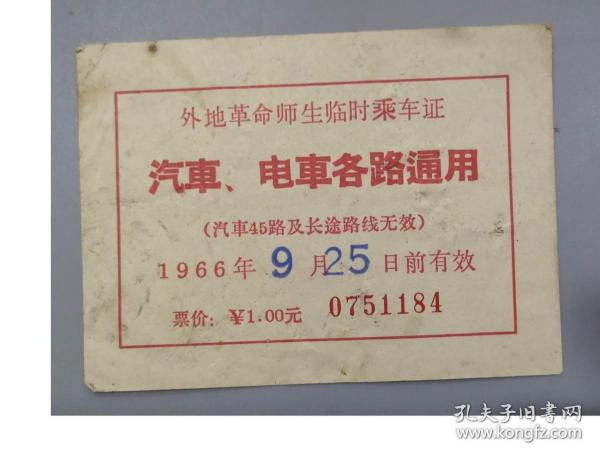 外地革命师生临时乘车证
汽車、电車各路通用
（汽車45路及长途路线无效）
1966年 9 月 25 日前有效
票价：¥1.00元 0751184
孔夫子旧书网
www.kongfz.com